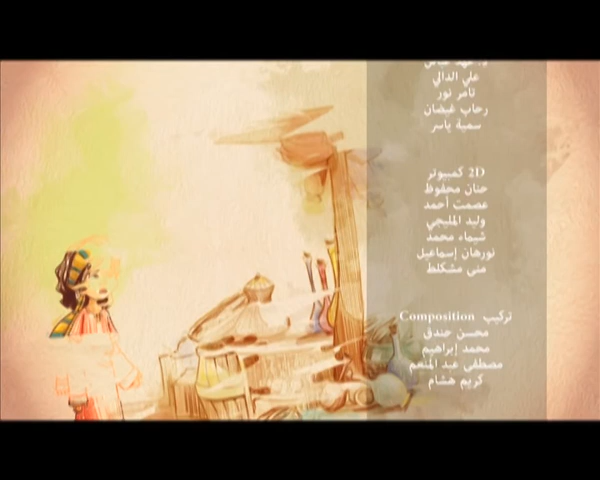 علي الدالي
تامر نور
رحاب غيضان
سمية ياسر
2D كمبيوتر
حنان محفوظ
عصمت أحمد
وليد المليجي
شيماء محمد
نورهان إسماعيل
منى مشكلط
تركيب Composition
محسن جندق
محمد إبراهيم
مصطفى عبد المنعم
كريم هشام